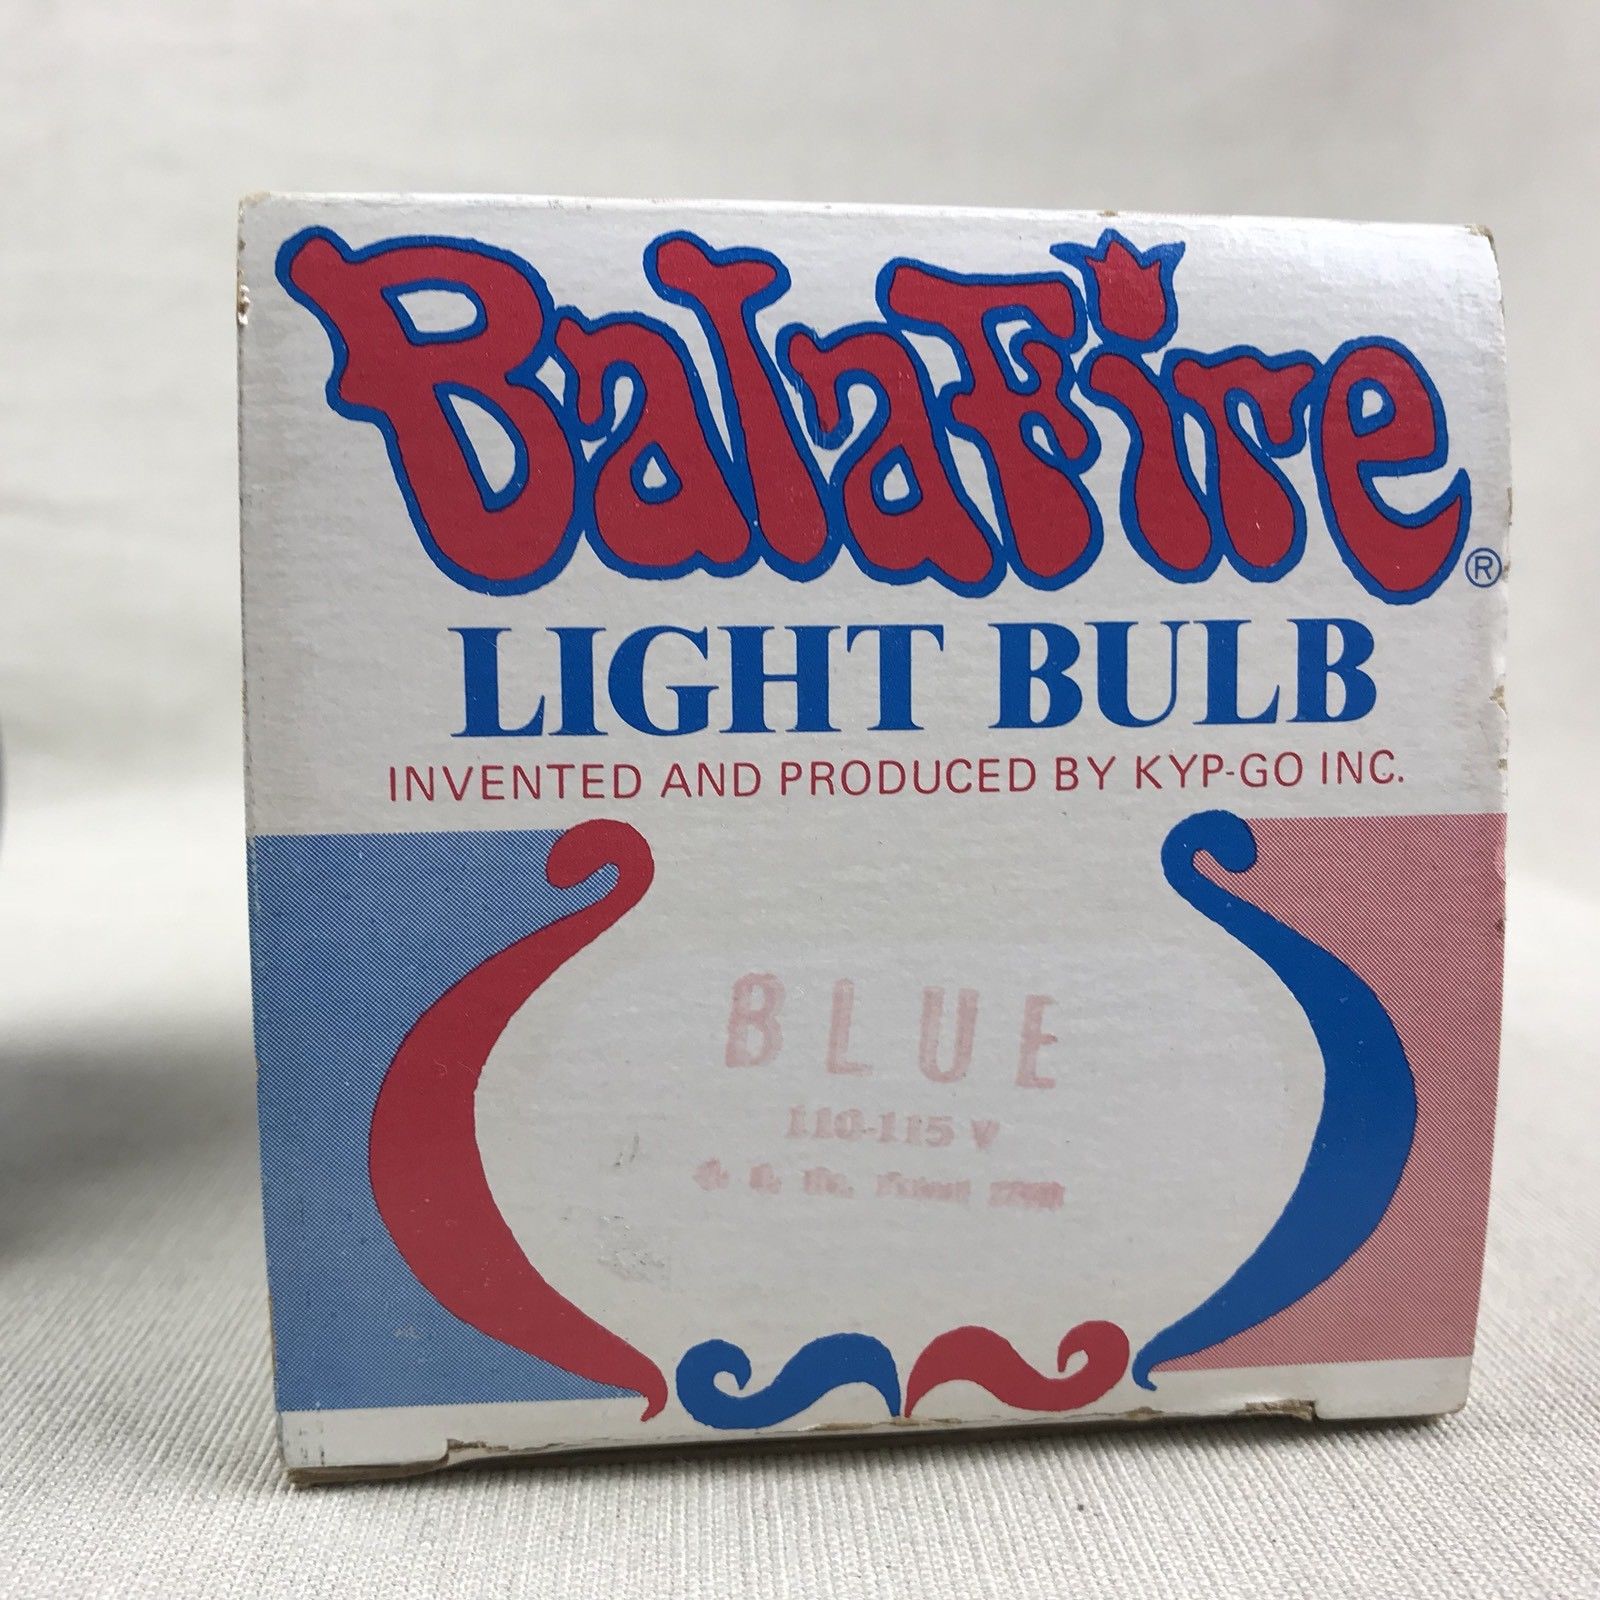 BalaFire ®
LIGHT BULB
INVENTED AND PRODUCED BY KYP-GO INC.
BLUE
110-115 V